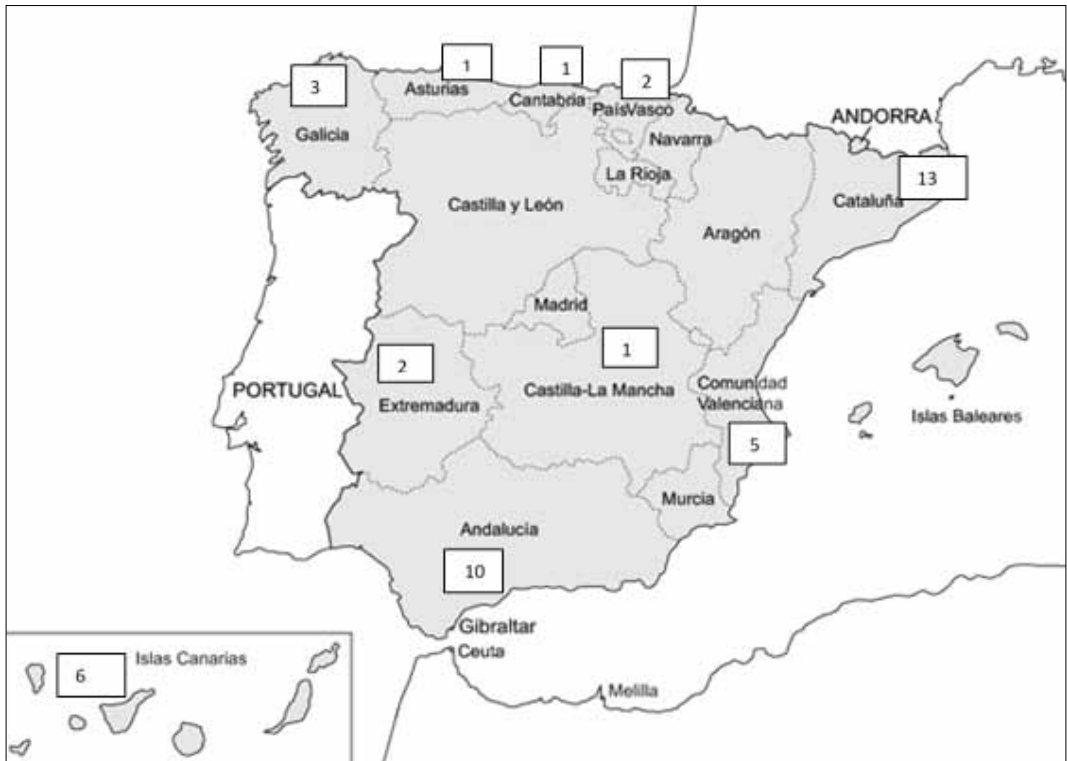 1
1
2
3
Asturias
Cantabria
PaísVasco
ANDORRA
Galicia
Navarra
La Rioja
13
Castilla y León
Cataluña
Aragón
Madrid
1
2
PORTUGAL
Castilla-La Mancha
Comunidad
Valenciana
Extremadura
Islas Baleares
5
Murcia
Andalucía
10
Gibraltar
Ceuta
Islas Canarias
6
Melilla